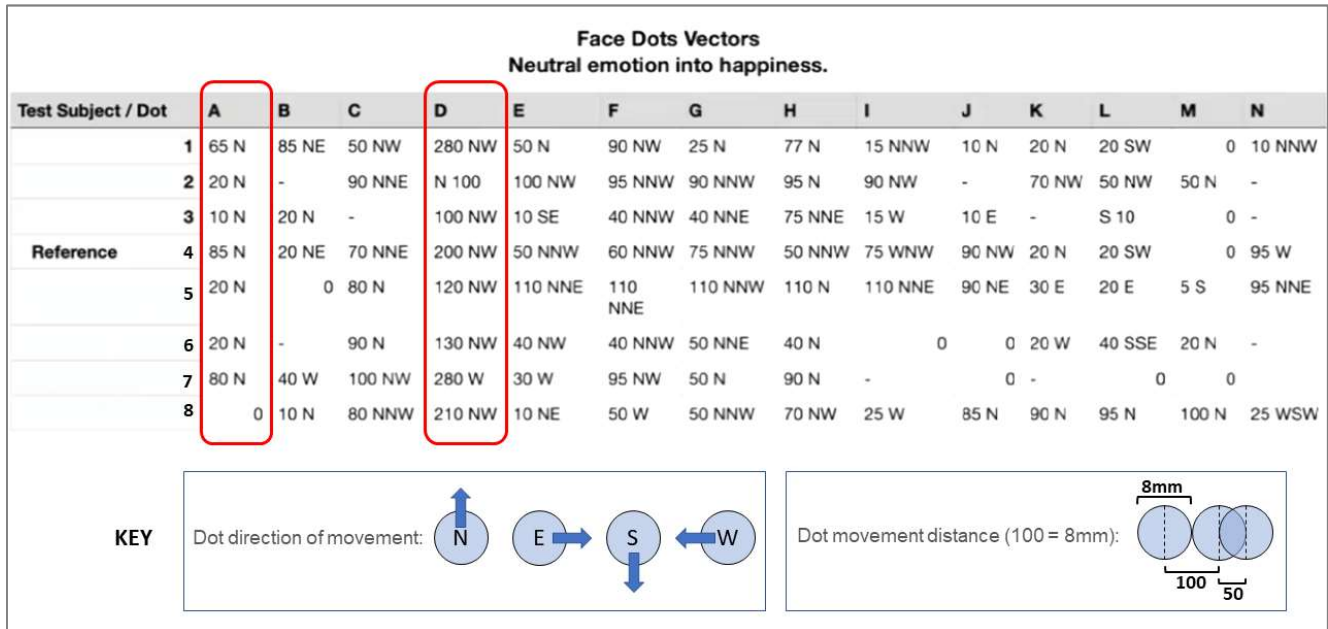 Face Dots Vectors
Neutral emotion into happiness.
Test Subject / Dot A B C D E F G H I J K L M N
1 65 N 85 NE 50 NW 280 NW 50 N 90 NW 25 N 77 N 15 NNW 10 N 20 N 20 SW 0 10 NNW
2 20 N - 90 NNE N 100 100 NW 95 NNW 90 NNW 95 N 90 NW - 70 NW 50 NW 50 N -
3 10 N 20 N - 100 NW 10 SE 40 NNW 40 NNE 75 NNE 15 W 10 E - S 10 0 -
Reference 4 85 N 20 NE 70 NNE 200 NW 50 NNW 60 NNW 75 NNW 50 NNW 75 WNW 90 NW 20 N 20 SW 0 95 W
5 20 N 0 80 N 120 NW 110 NNE 110 NNE 110 NNW 110 N 110 NNE 90 NE 30 E 20 E 5 S 95 NNE
6 20 N - 90 N 130 NW 40 NW 40 NNW 50 NNE 40 N 0 0 20 W 40 SSE 20 N -
7 80 N 40 W 100 NW 280 W 30 W 95 NW 50 N 90 N - 0 - 0 0
8 0 10 N 80 NNW 210 NW 10 NE 50 W 50 NNW 70 NW 25 W 85 N 90 N 95 N 100 N 25 WSW
KEY
Dot direction of movement: N E S W
Dot movement distance (100 = 8mm):
8mm
100
50